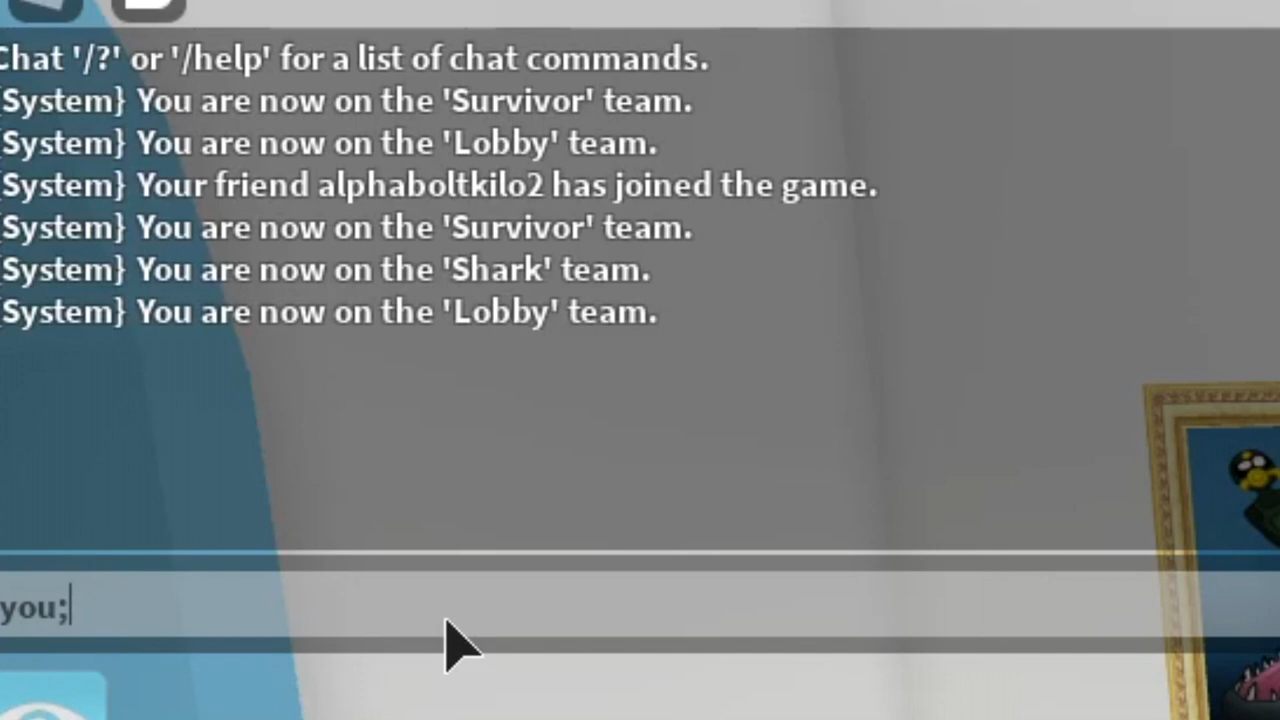 Chat '/?' or '/help' for a list of chat commands.
{System} You are now on the 'Survivor' team.
{System} You are now on the 'Lobby' team.
{System} Your friend alphaboltkilo2 has joined the game.
{System} You are now on the 'Survivor' team.
{System} You are now on the 'Shark' team.
{System} You are now on the 'Lobby' team.
you;